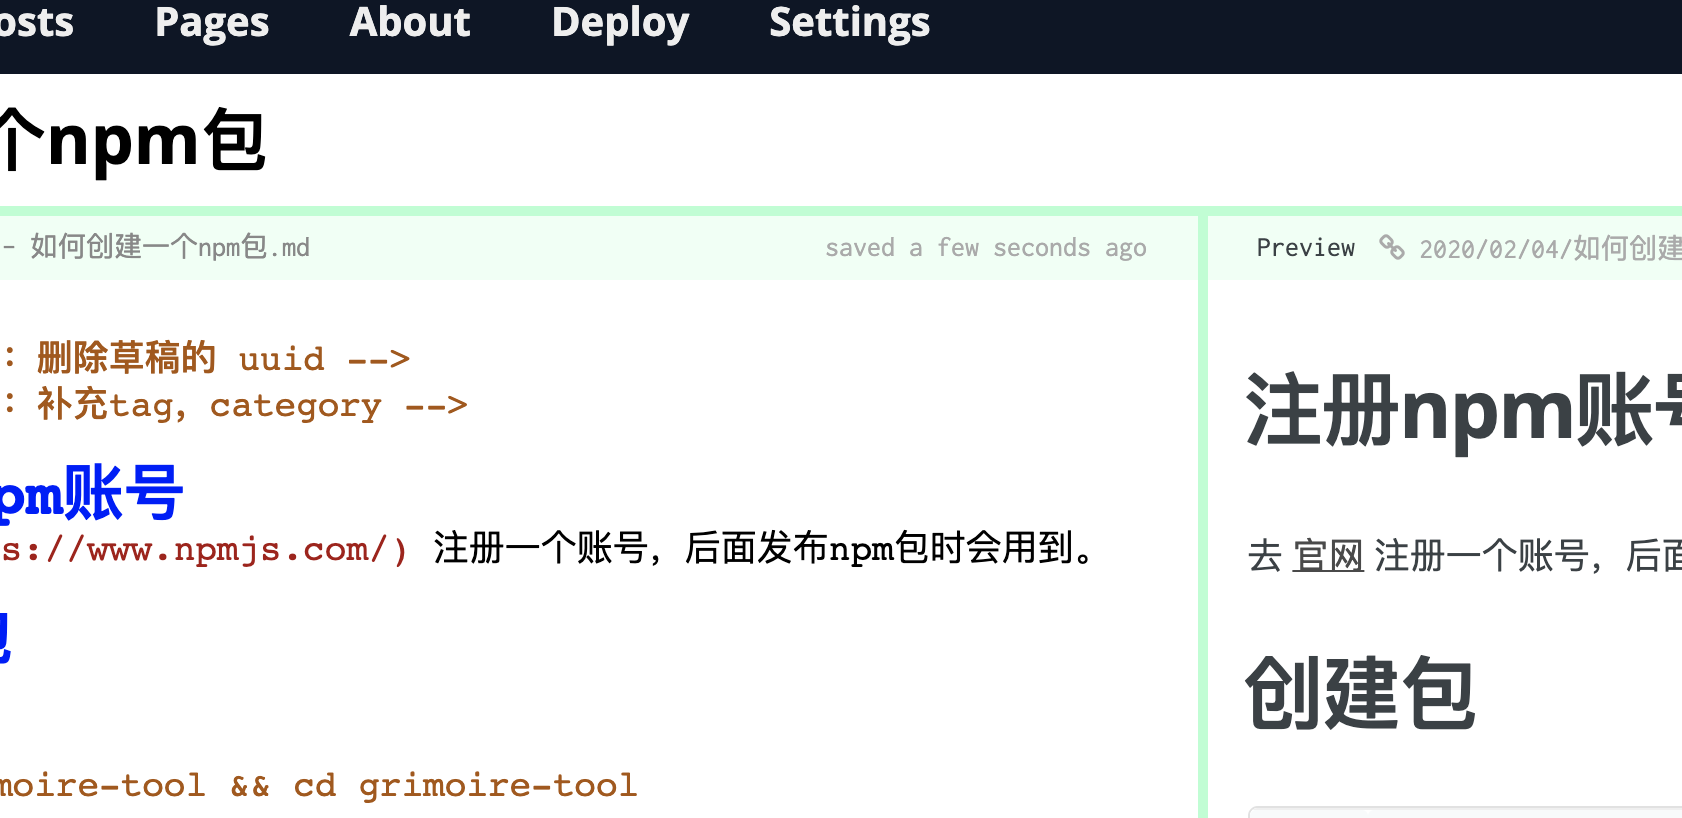 osts Pages About Deploy Settings
个npm包
- 如何创建一个npm包.md saved a few seconds ago
Preview 2020/02/04/如何创建
: 删除草稿的 uuid -->
: 补充tag, category -->
pm账号
s://www.npmjs.com/) 注册一个账号，后面发布npm包时会用到。
包
moire-tool && cd grimoire-tool
注册npm账号
去 官网 注册一个账号，后面
创建包